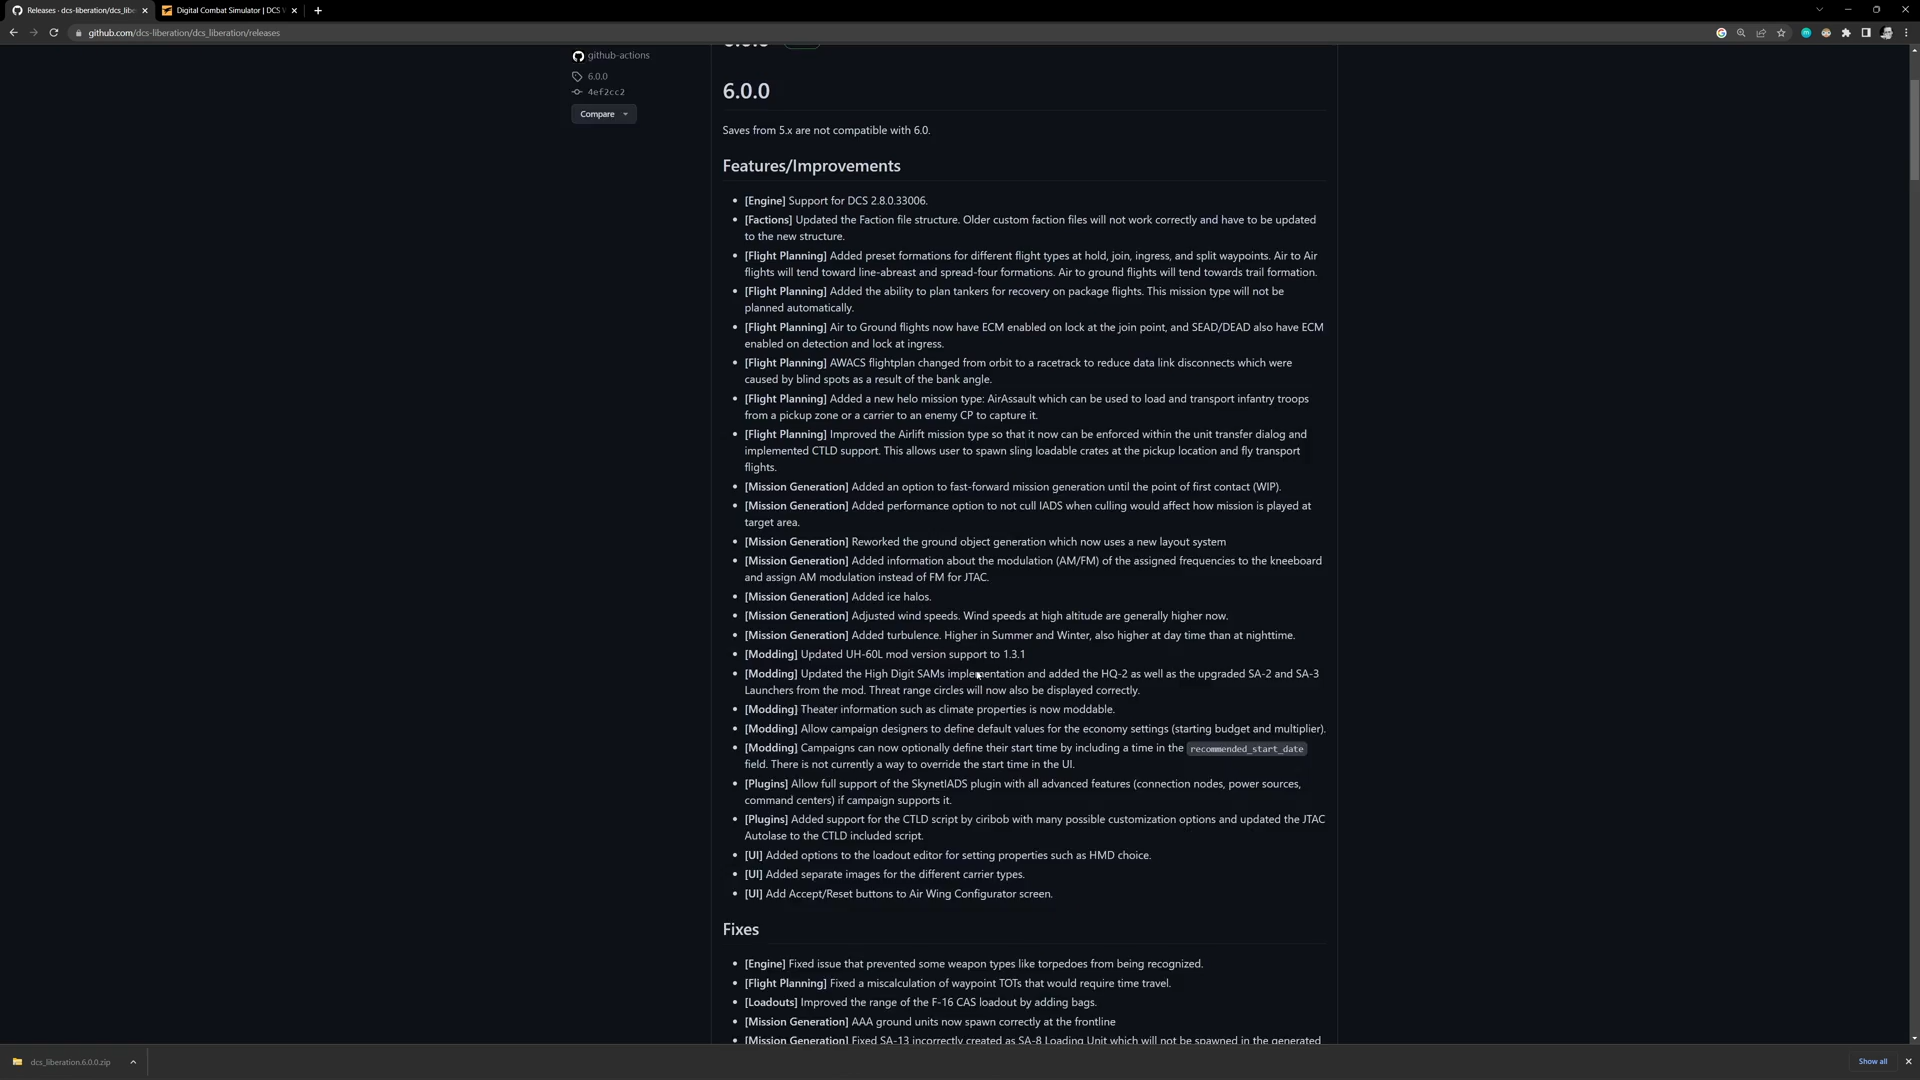 Releases · dcs-liberation/dcs_libe
Digital Combat Simulator | DCS W
github.com/dcs-liberation/dcs_liberation/releases
github-actions
6.0.0
4ef2cc2
Compare
6.0.0
6.0.0
Saves from 5.x are not compatible with 6.0.
Features/Improvements
[Engine] Support for DCS 2.8.0.33006.
[Factions] Updated the Faction file structure. Older custom faction files will not work correctly and have to be updated
to the new structure.
[Flight Planning] Added preset formations for different flight types at hold, join, ingress, and split waypoints. Air to Air
flights will tend toward line-abreast and spread-four formations. Air to ground flights will tend towards trail formation.
[Flight Planning] Added the ability to plan tankers for recovery on package flights. This mission type will not be
planned automatically.
[Flight Planning] Air to Ground flights now have ECM enabled on lock at the join point, and SEAD/DEAD also have ECM
enabled on detection and lock at ingress.
[Flight Planning] AWACS flightplan changed from orbit to a racetrack to reduce data link disconnects which were
caused by blind spots as a result of the bank angle.
[Flight Planning] Added a new helo mission type: AirAssault which can be used to load and transport infantry troops
from a pickup zone or a carrier to an enemy CP to capture it.
[Flight Planning] Improved the Airlift mission type so that it now can be enforced within the unit transfer dialog and
implemented CTLD support. This allows user to spawn sling loadable crates at the pickup location and fly transport
flights.
[Mission Generation] Added an option to fast-forward mission generation until the point of first contact (WIP).
[Mission Generation] Added performance option to not cull IADS when culling would affect how mission is played at
target area.
[Mission Generation] Reworked the ground object generation which now uses a new layout system
[Mission Generation] Added information about the modulation (AM/FM) of the assigned frequencies to the kneeboard
and assign AM modulation instead of FM for JTAC.
[Mission Generation] Added ice halos.
[Mission Generation] Adjusted wind speeds. Wind speeds at high altitude are generally higher now.
[Mission Generation] Added turbulence. Higher in Summer and Winter, also higher at day time than at nighttime.
[Modding] Updated UH-60L mod version support to 1.3.1
[Modding] Updated the High Digit SAMs implementation and added the HQ-2 as well as the upgraded SA-2 and SA-3
Launchers from the mod. Threat range circles will now also be displayed correctly.
[Modding] Theater information such as climate properties is now moddable.
[Modding] Allow campaign designers to define default values for the economy settings (starting budget and multiplier).
[Modding] Campaigns can now optionally define their start time by including a time in the recommended_start_date
field. There is not currently a way to override the start time in the UI.
[Plugins] Allow full support of the SkynetIADS plugin with all advanced features (connection nodes, power sources,
command centers) if campaign supports it.
[Plugins] Added support for the CTLD script by ciribob with many possible customization options and updated the JTAC
Autolase to the CTLD included script.
[UI] Added options to the loadout editor for setting properties such as HMD choice.
[UI] Added separate images for the different carrier types.
[UI] Add Accept/Reset buttons to Air Wing Configurator screen.
Fixes
[Engine] Fixed issue that prevented some weapon types like torpedoes from being recognized.
[Flight Planning] Fixed a miscalculation of waypoint TOTs that would require time travel.
[Loadouts] Improved the range of the F-16 CAS loadout by adding bags.
[Mission Generation] AAA ground units now spawn correctly at the frontline
[Mission Generation] Fixed SA-13 incorrectly created as SA-8 Loading Unit which will not be spawned in the generated
dcs_liberation.6.0.0.zip
Show all